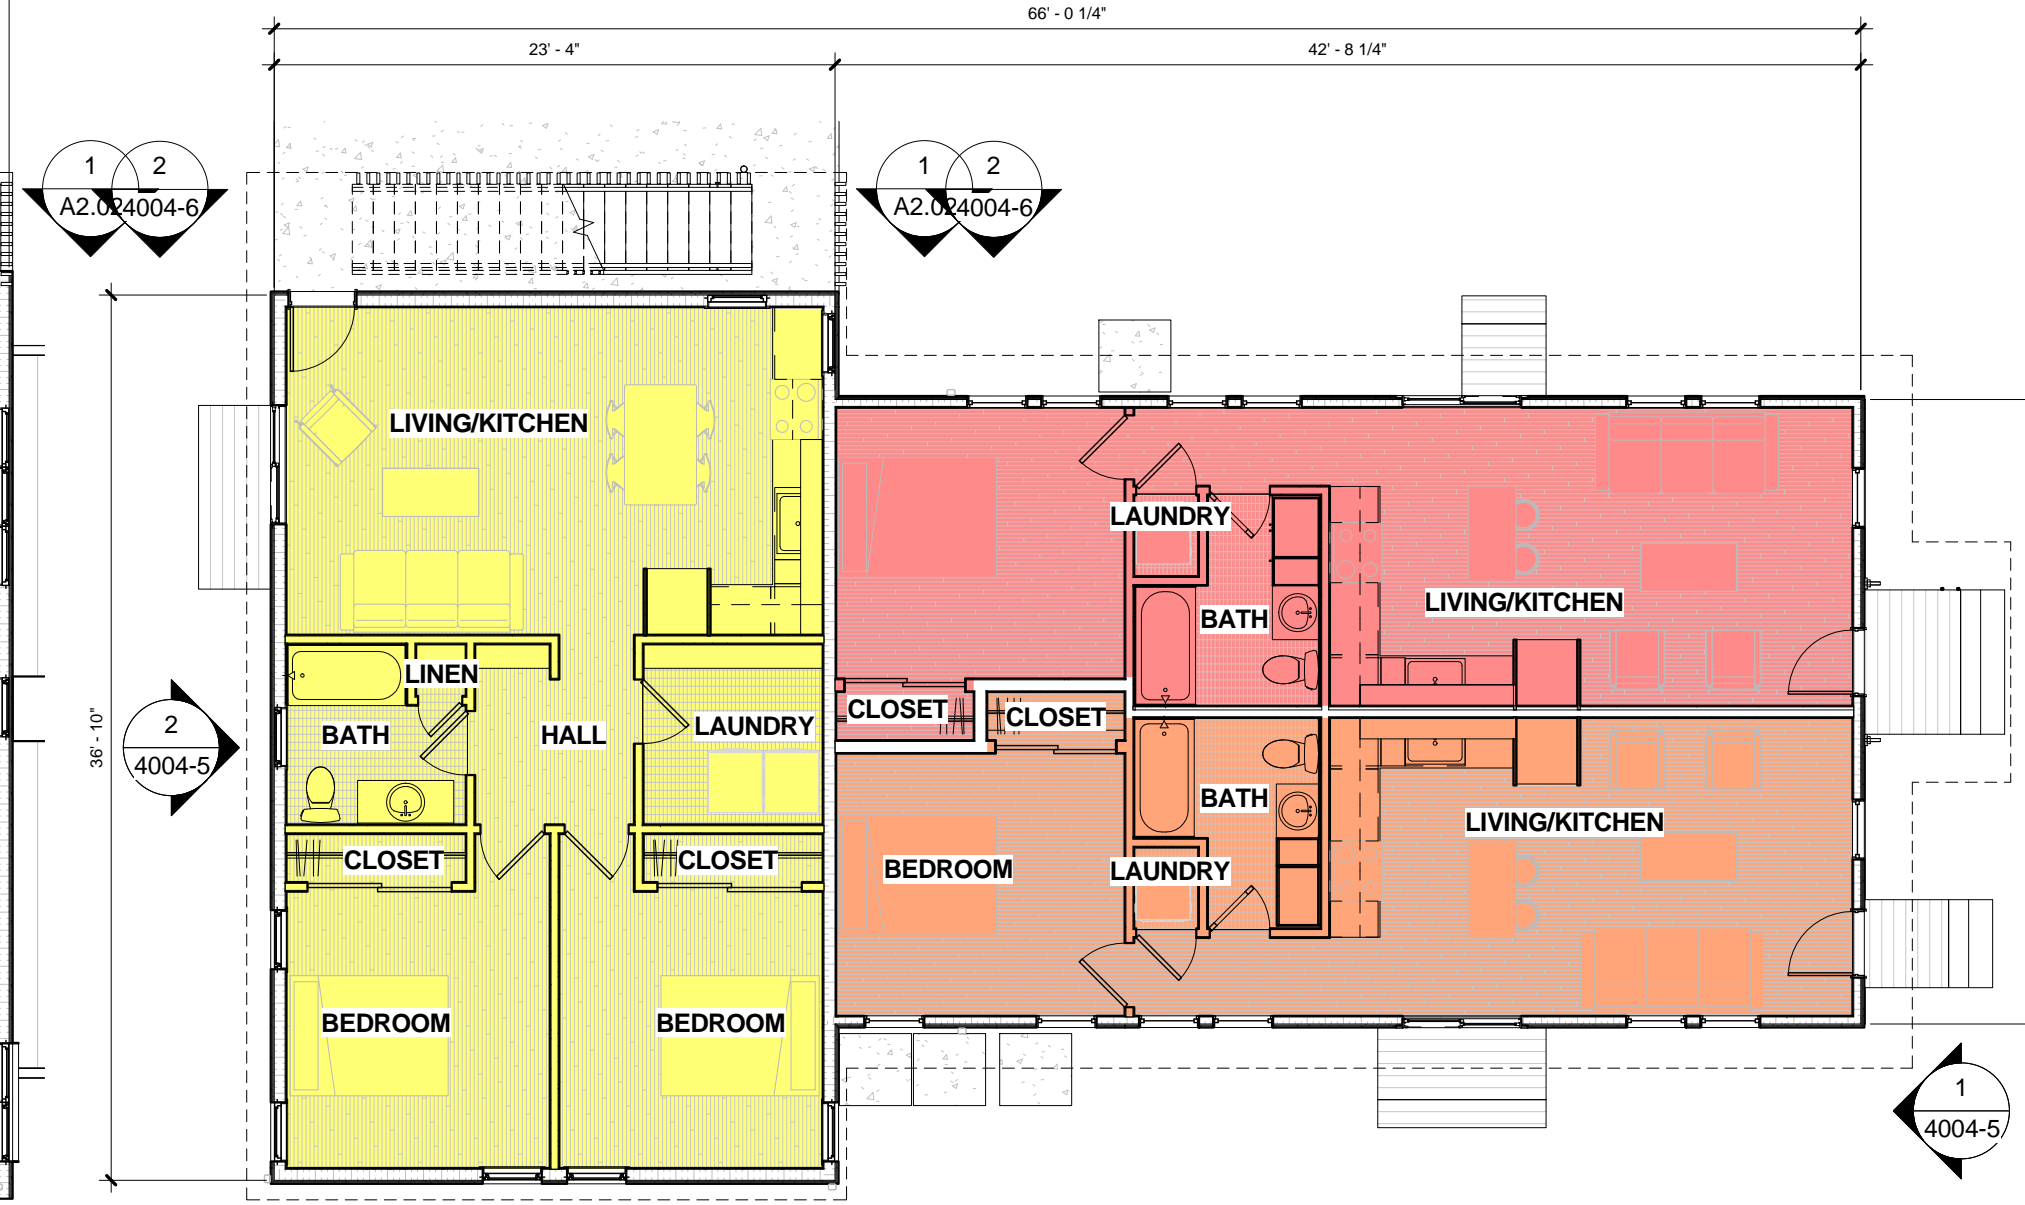 66' - 0 1/4"
23' - 4"
42' - 8 1/4"
1
2
A2.02
4004-6
1
2
A2.02
4004-6
LIVING/KITCHEN
LAUNDRY
LIVING/KITCHEN
BATH
LINEN
CLOSET
CLOSET
BATH
HALL
LAUNDRY
36' - 10"
2
4004-5
BATH
LIVING/KITCHEN
CLOSET
CLOSET
BEDROOM
LAUNDRY
BEDROOM
BEDROOM
1
4004-5